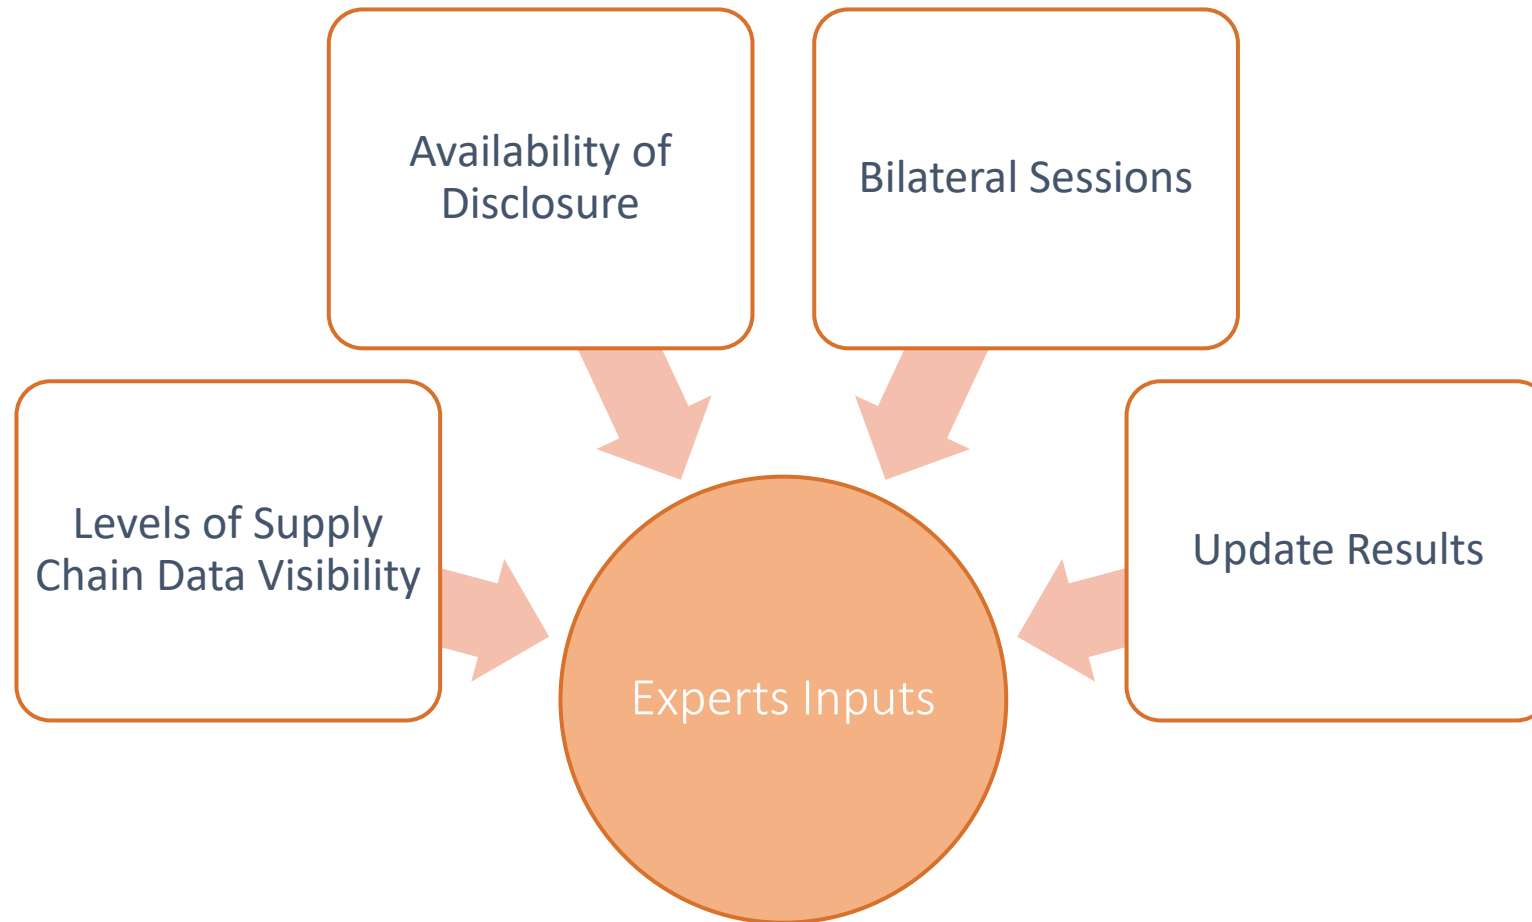 Availability of
Disclosure
Bilateral Sessions
Levels of Supply
Chain Data Visibility
Update Results
Experts Inputs